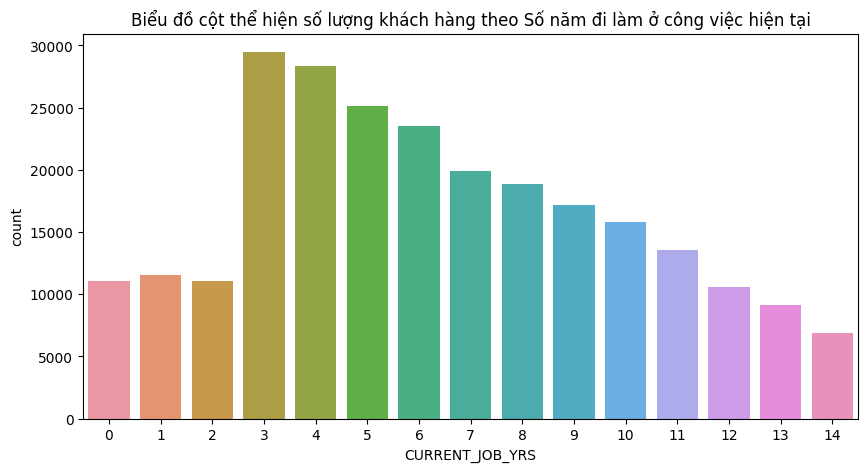 Biểu đồ cột thể hiện số lượng khách hàng theo Số năm đi làm ở công việc hiện tại
30000
25000
20000
15000
10000
5000
0
count
0 1 2 3 4 5 6 7 8 9 10 11 12 13 14
CURRENT_JOB_YRS